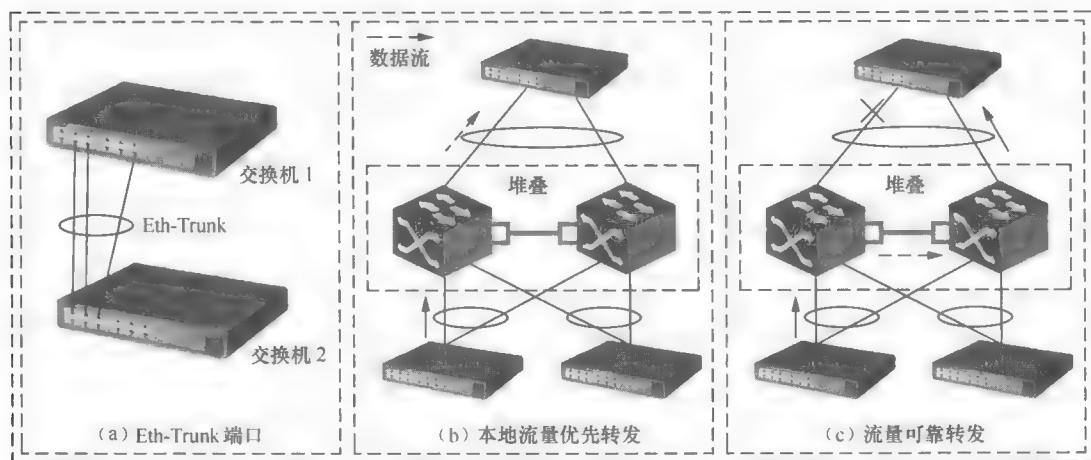 交换机 1
Eth-Trunk
交换机 2
(a) Eth-Trunk 端口
数据流
堆叠
(b) 本地流量优先转发
堆叠
(c) 流量可靠转发